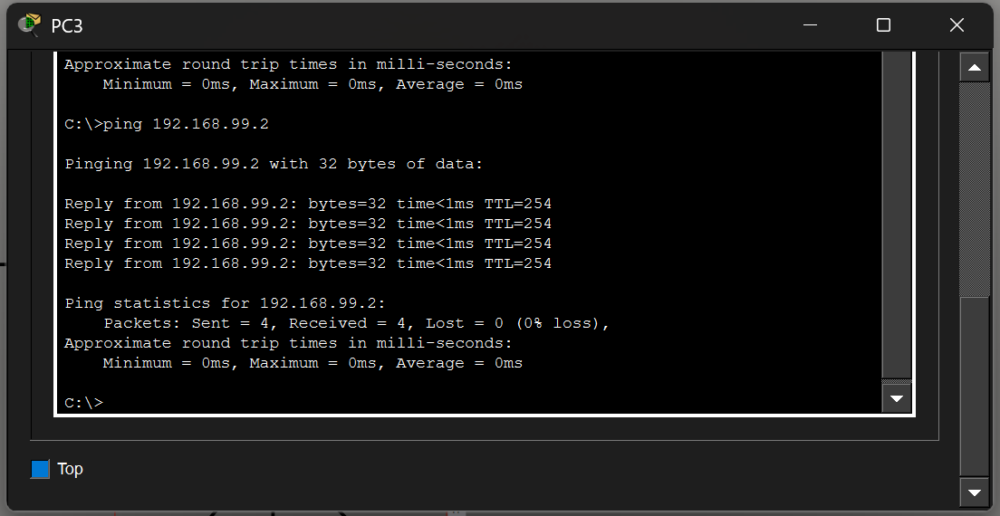 PC3
Approximate round trip times in milli-seconds:
Minimum = 0ms, Maximum = 0ms, Average = 0ms
C:\>ping 192.168.99.2
Pinging 192.168.99.2 with 32 bytes of data:
Reply from 192.168.99.2: bytes=32 time<1ms TTL=254
Reply from 192.168.99.2: bytes=32 time<1ms TTL=254
Reply from 192.168.99.2: bytes=32 time<1ms TTL=254
Reply from 192.168.99.2: bytes=32 time<1ms TTL=254
Ping statistics for 192.168.99.2:
Packets: Sent = 4, Received = 4, Lost = 0 (0% loss),
Approximate round trip times in milli-seconds:
Minimum = 0ms, Maximum = 0ms, Average = 0ms
C:\>
Top